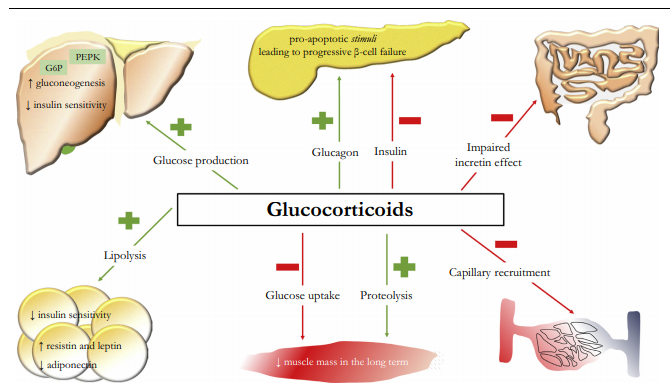 pro-apoptotic stimuli
leading to progressive β-cell failure
PEPK
G6P
↑ gluconeogenesis
↓ insulin sensitivity
Glucose production
Glucagon
Insulin
Impaired
incretin effect
Glucocorticoids
Lipolysis
Glucose uptake
Proteolysis
Capillary recruitment
↓ insulin sensitivity
↑ resistin and leptin
↓ adiponectin
↓ muscle mass in the long term